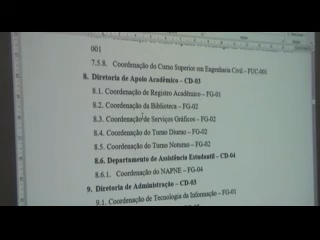 001
7.5.8. Coordenação do Curso Superior em Engenharia Civil – FUC-001
8. Diretoria de Apoio Acadêmico – CD-03
8.1. Coordenação de Registro Acadêmico – FG-01
8.2. Coordenação da Biblioteca – FG-02
8.3. Coordenação de Serviços Gráficos – FG-02
8.4. Coordenação do Turno Diurno – FG-02
8.5. Coordenação do Turno Noturno – FG-02
8.6. Departamento de Assistência Estudantil – CD-04
8.6.1. Coordenação do NAPNE – FG-04
9. Diretoria de Administração – CD-03
9.1. Coordenação de Tecnologia da Informação – FG-01